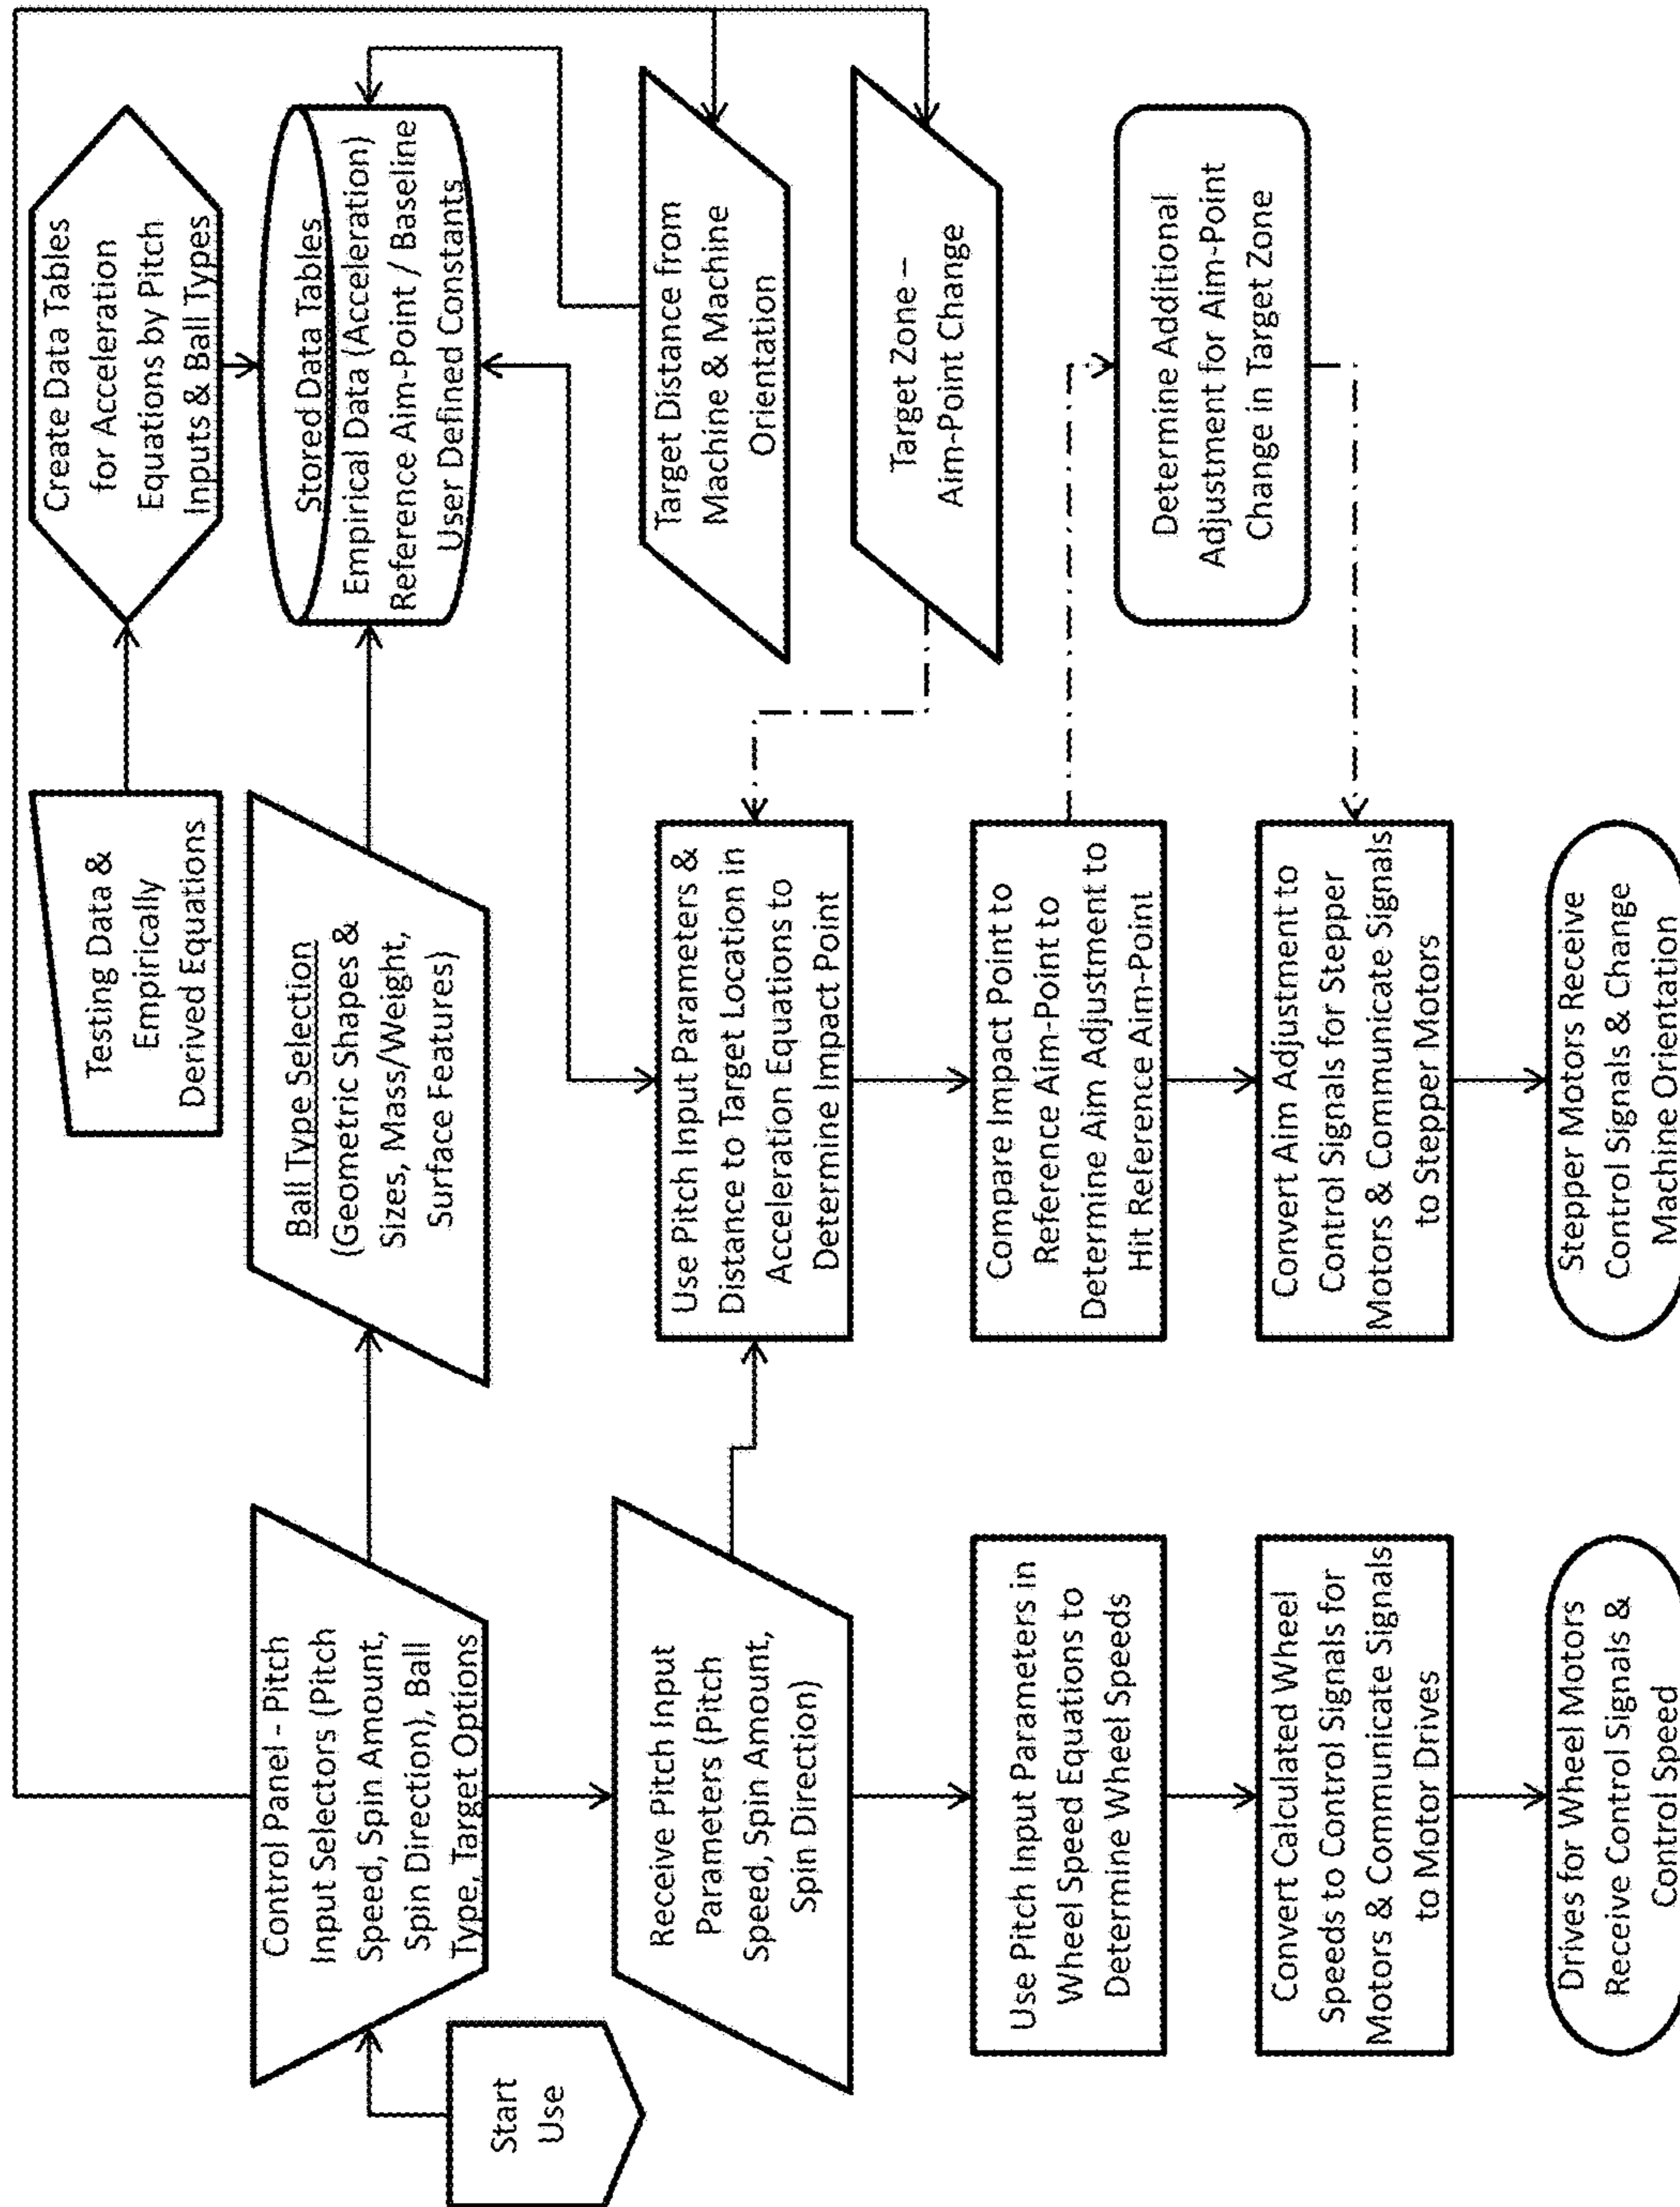 Start
Use
Control Panel - Pitch
Input Selectors (Pitch
Speed, Spin Amount,
Spin Direction), Ball
Type, Target Options
Receive Pitch Input
Parameters (Pitch
Speed, Spin Amount,
Spin Direction)
Use Pitch Input Parameters in
Wheel Speed Equations to
Determine Wheel Speeds
Convert Calculated Wheel
Speeds to Control Signals for
Motors & Communicate Signals
to Motor Drives
Drives for Wheel Motors
Receive Control Signals &
Control Speed
Testing Data &
Empirically
Derived Equations
Ball Type Selection
(Geometric Shapes &
Sizes, Mass/Weight,
Surface Features)
Use Pitch Input Parameters &
Distance to Target Location in
Acceleration Equations to
Determine Impact Point
Compare Impact Point to
Reference Aim-Point to
Determine Aim Adjustment to
Hit Reference Aim-Point
Convert Aim Adjustment to
Control Signals for Stepper
Motors & Communicate Signals
to Stepper Motors
Stepper Motors Receive
Control Signals & Change
Machine Orientation
Create Data Tables
for Acceleration
Equations by Pitch
Inputs & Ball Types
Stored Data Tables
Empirical Data (Acceleration)
Reference Aim-Point / Baseline
User Defined Constants
Target Distance from
Machine & Machine
Orientation
Target Zone –
Aim-Point Change
Determine Additional
Adjustment for Aim-Point
Change in Target Zone